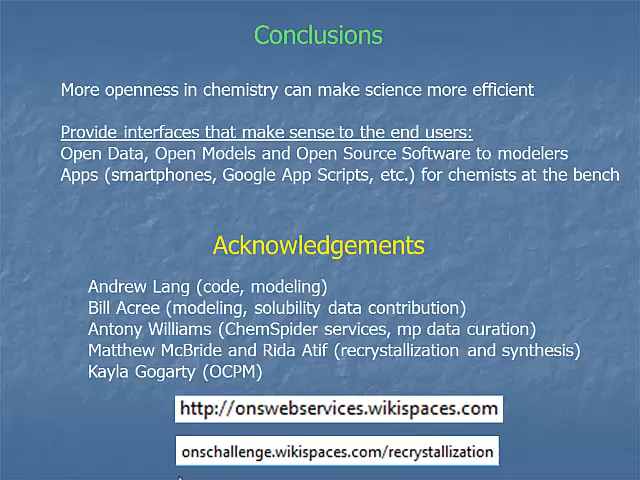 Conclusions
More openness in chemistry can make science more efficient
Provide interfaces that make sense to the end users:
Open Data, Open Models and Open Source Software to modelers
Apps (smartphones, Google App Scripts, etc.) for chemists at the bench
Acknowledgements
Andrew Lang (code, modeling)
Bill Acree (modeling, solubility data contribution)
Antony Williams (ChemSpider services, mp data curation)
Matthew McBride and Rida Atif (recrystallization and synthesis)
Kayla Gogarty (OCPM)
http://onswebservices.wikispaces.com
onschallenge.wikispaces.com/recrystallization